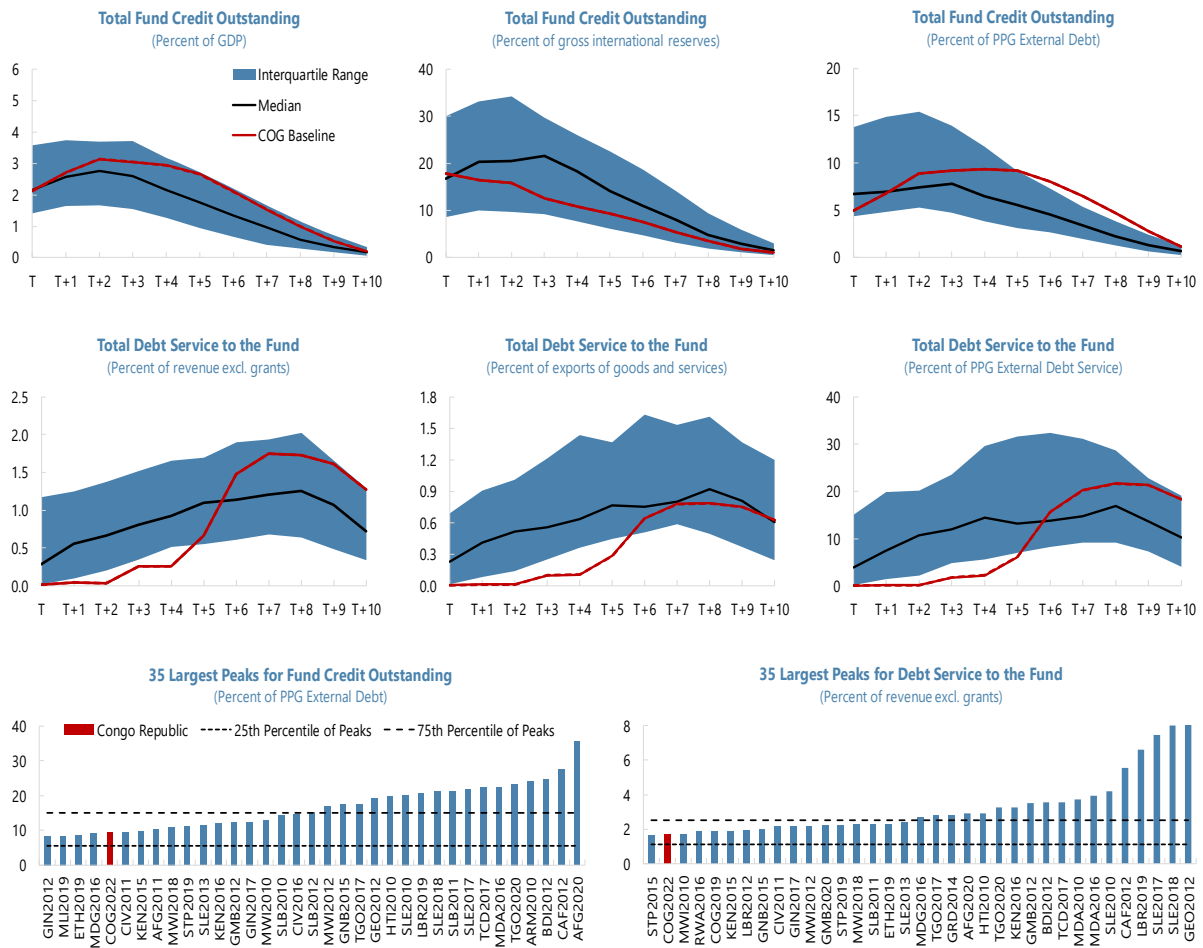 Total Fund Credit Outstanding
(Percent of GDP)
6
5
4
3
2
1
0
Interquartile Range
Median
COG Baseline
T T+1 T+2 T+3 T+4 T+5 T+6 T+7 T+8 T+9 T+10
Total Fund Credit Outstanding
(Percent of gross international reserves)
40
30
20
10
0
T T+1 T+2 T+3 T+4 T+5 T+6 T+7 T+8 T+9 T+10
Total Fund Credit Outstanding
(Percent of PPG External Debt)
20
15
10
5
0
T T+1 T+2 T+3 T+4 T+5 T+6 T+7 T+8 T+9 T+10
Total Debt Service to the Fund
(Percent of revenue excl. grants)
2.5
2.0
1.5
1.0
0.5
0.0
T T+1 T+2 T+3 T+4 T+5 T+6 T+7 T+8 T+9 T+10
Total Debt Service to the Fund
(Percent of exports of goods and services)
1.8
1.5
1.2
0.9
0.6
0.3
0.0
T T+1 T+2 T+3 T+4 T+5 T+6 T+7 T+8 T+9 T+10
Total Debt Service to the Fund
(Percent of PPG External Debt Service)
40
30
20
10
0
T T+1 T+2 T+3 T+4 T+5 T+6 T+7 T+8 T+9 T+10
35 Largest Peaks for Fund Credit Outstanding
(Percent of PPG External Debt)
40
30
20
10
0
Congo Republic 25th Percentile of Peaks 75th Percentile of Peaks
GIN2012
MLI2019
ETH2019
MDG2016
COG2022
CIV2011
KEN2015
AFG2011
MWI2018
STP2019
SLE2013
KEN2016
GMB2012
GIN2017
MWI2010
SLB2010
CIV2016
SLB2012
MWI2012
GNB2015
TGO2017
GEO2012
HTI2010
SLE2010
LBR2019
SLE2018
SLB2011
SLE2017
TCD2017
MDA2016
TGO2020
ARM2010
BDI2012
CAF2012
AFG2020
35 Largest Peaks for Debt Service to the Fund
(Percent of revenue excl. grants)
8
6
4
2
0
STP2015
COG2022
MWI2010
RWA2016
COG2019
KEN2015
LBR2012
GNB2015
CIV2011
GIN2017
MWI2012
GMB2020
STP2019
MWI2018
SLB2011
ETH2019
SLE2013
MDG2016
TGO2017
GRD2014
AFG2020
HTI2010
TGO2020
KEN2016
GMB2012
BDI2012
TCD2017
MDA2010
MDA2016
SLE2010
CAF2012
LBR2019
SLE2017
SLE2018
GEO2012